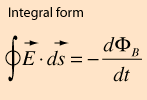 Integral form
∮E⃗ · ds⃗ = − dΦ_B / dt